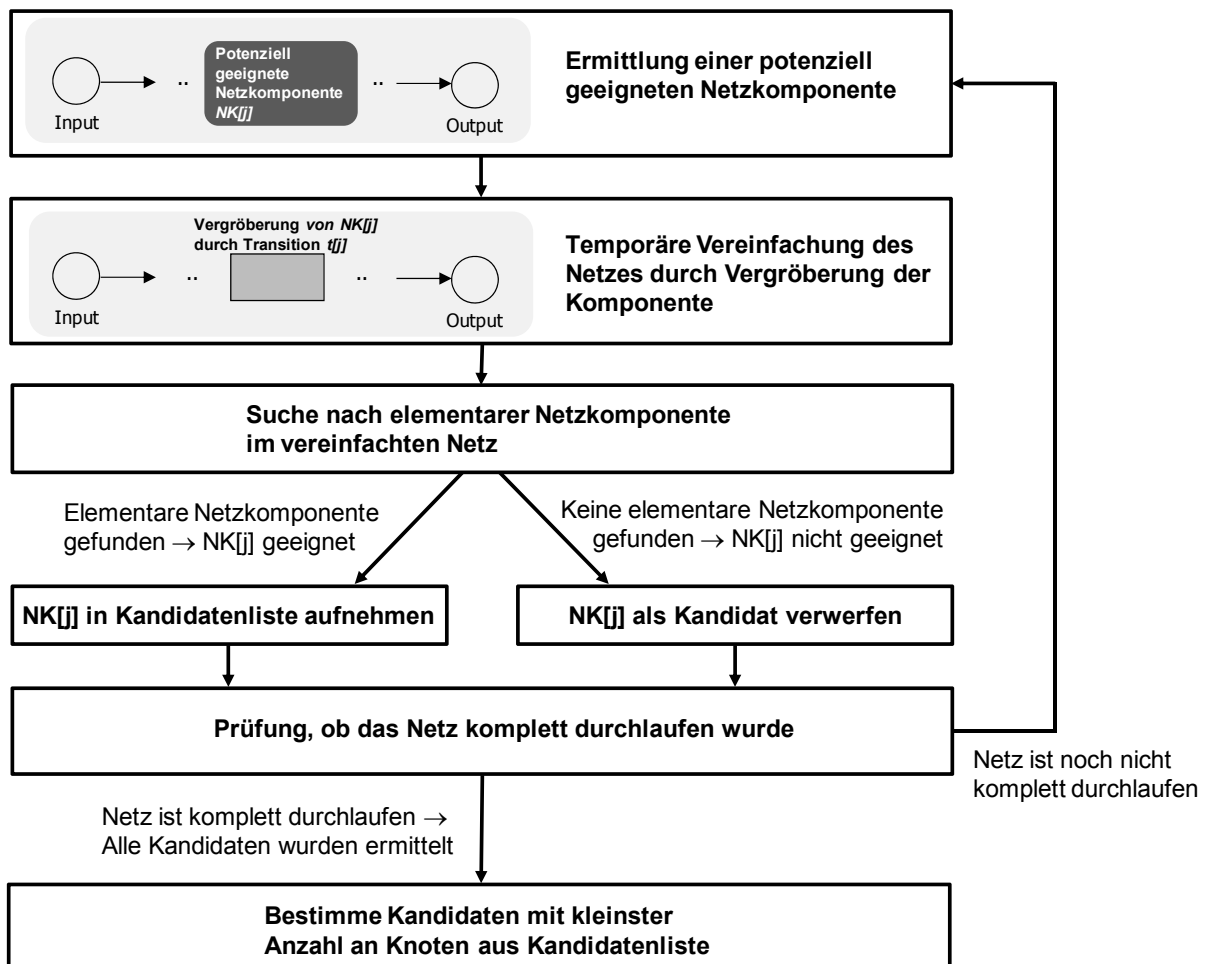 Potenziell
geeignete
Netzkomponente
NK[j]
..
..
Input
Output
Ermittlung einer potenziell
geeigneten Netzkomponente
Vergröberung von NK[j]
durch Transition t[j]
..
..
Input
Output
Temporäre Vereinfachung des
Netzes durch Vergröberung der
Komponente
Suche nach elementarer Netzkomponente
im vereinfachten Netz
Elementare Netzkomponente
gefunden → NK[j] geeignet
Keine elementare Netzkomponente
gefunden → NK[j] nicht geeignet
NK[j] in Kandidatenliste aufnehmen
NK[j] als Kandidat verwerfen
Prüfung, ob das Netz komplett durchlaufen wurde
Netz ist noch nicht
komplett durchlaufen
Netz ist komplett durchlaufen →
Alle Kandidaten wurden ermittelt
Bestimme Kandidaten mit kleinster
Anzahl an Knoten aus Kandidatenliste